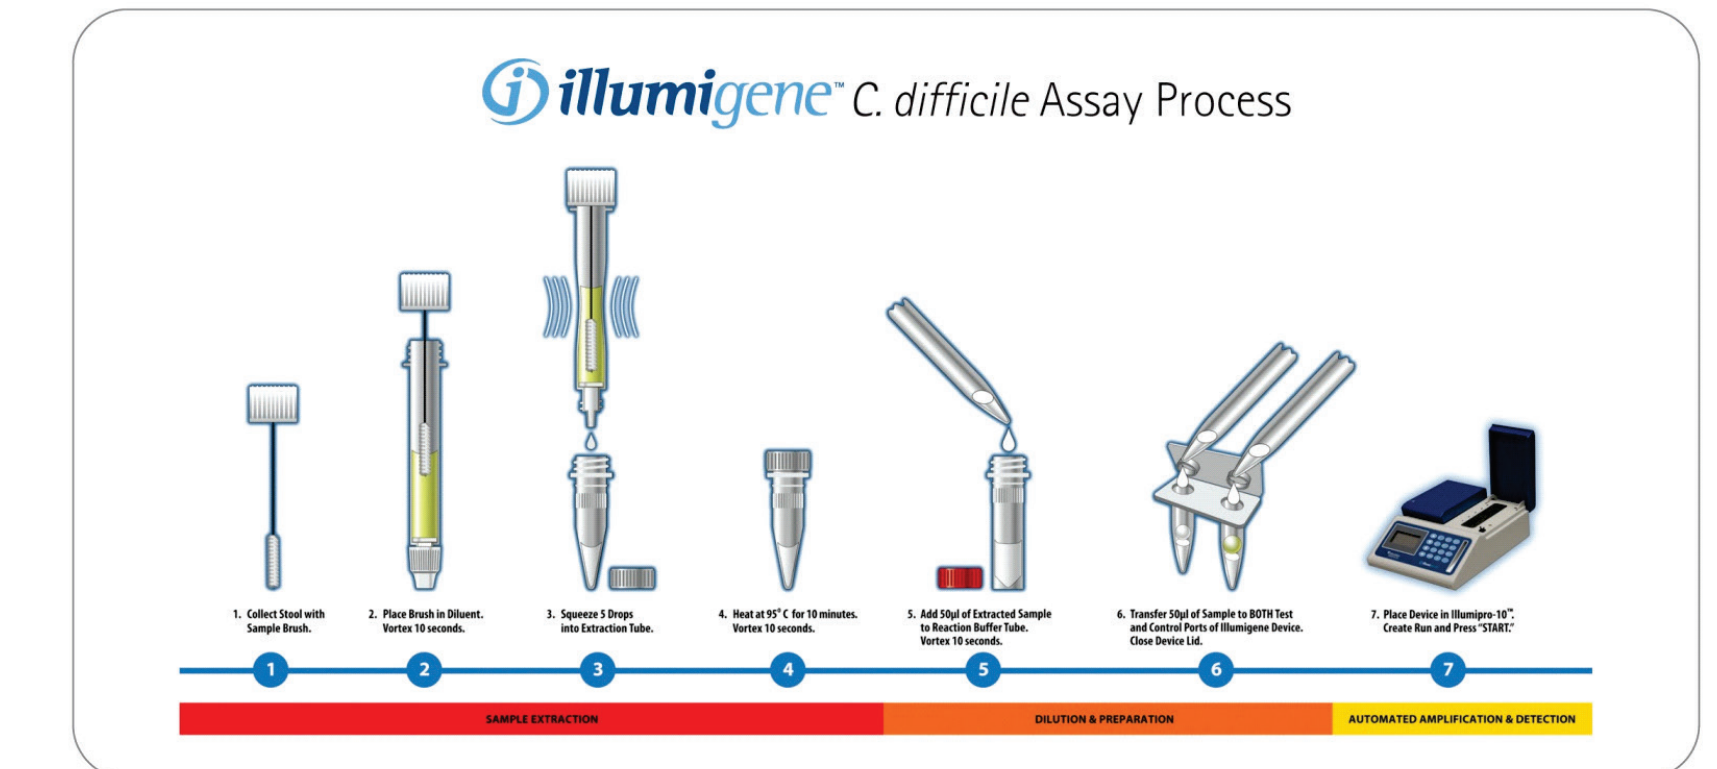 illumigene™ C. difficile Assay Process
1. Collect Stool with
Sample Brush.
2. Place Brush in Diluent.
Vortex 10 seconds.
3. Squeeze 5 Drops
into Extraction Tube.
4. Heat at 95° C for 10 minutes.
Vortex 10 seconds.
5. Add 50µl of Extracted Sample
to Reaction Buffer Tube.
Vortex 10 seconds.
6. Transfer 50µl of Sample to BOTH Test
and Control Ports of Illumigene Device.
Close Device Lid.
7. Place Device in Illumipro-10™.
Create Run and Press “START.”
1 2 3 4 5 6 7
SAMPLE EXTRACTION
DILUTION & PREPARATION
AUTOMATED AMPLIFICATION & DETECTION